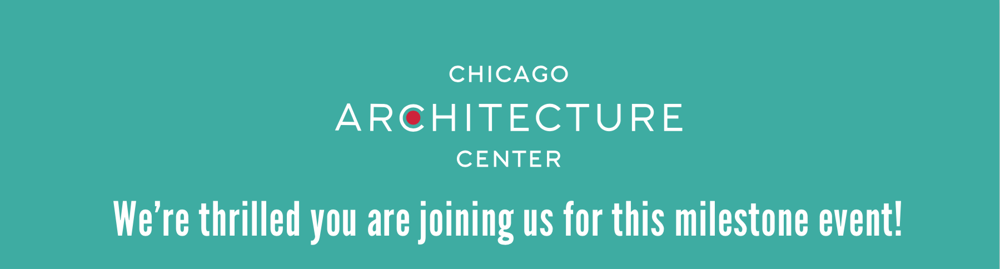 CHICAGO
ARCHITECTURE
CENTER
We’re thrilled you are joining us for this milestone event!